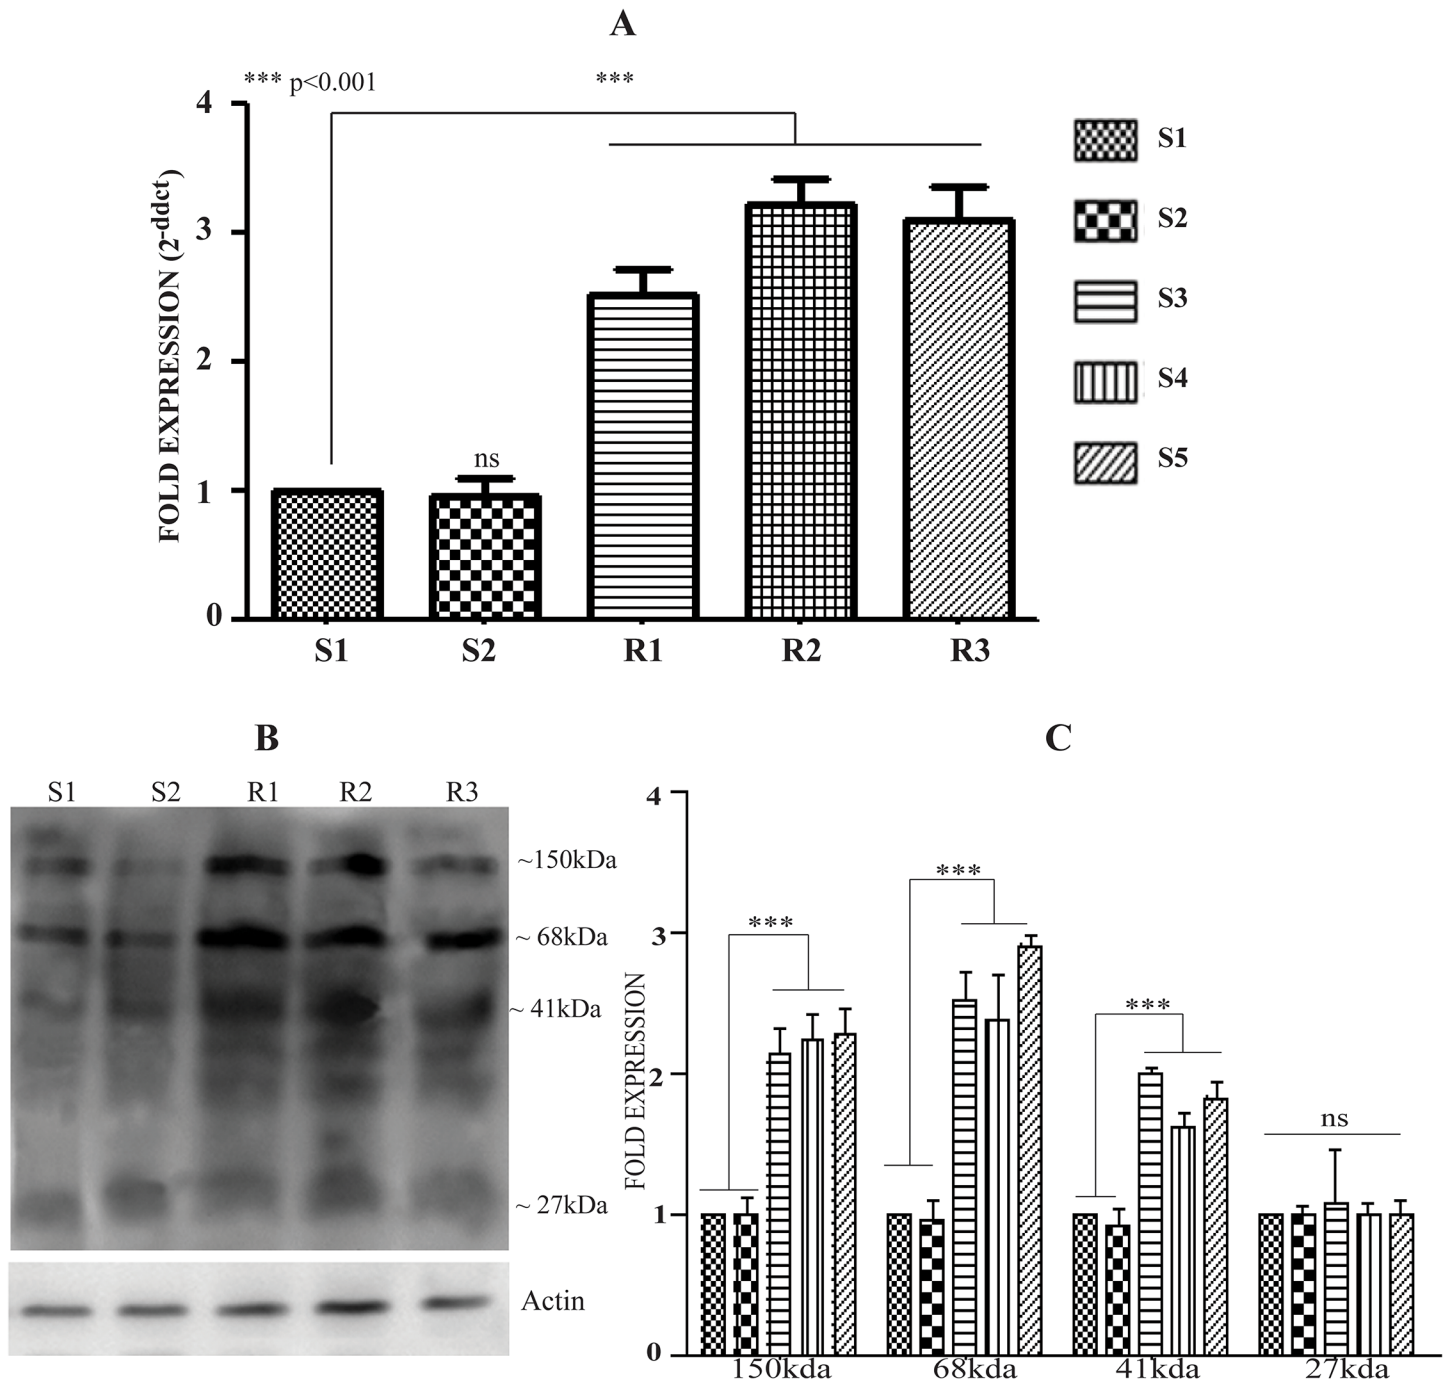 A
*** p<0.001
***
4
3
2
1
0
FOLD EXPRESSION (2-ddct)
ns
S1 S2 R1 R2 R3
S1
S2
S3
S4
S5
B
S1 S2 R1 R2 R3
~150kDa
~ 68kDa
~ 41kDa
~ 27kDa
Actin
C
4
3
2
1
0
FOLD EXPRESSION
***
***
***
ns
150kda 68kda 41kda 27kda